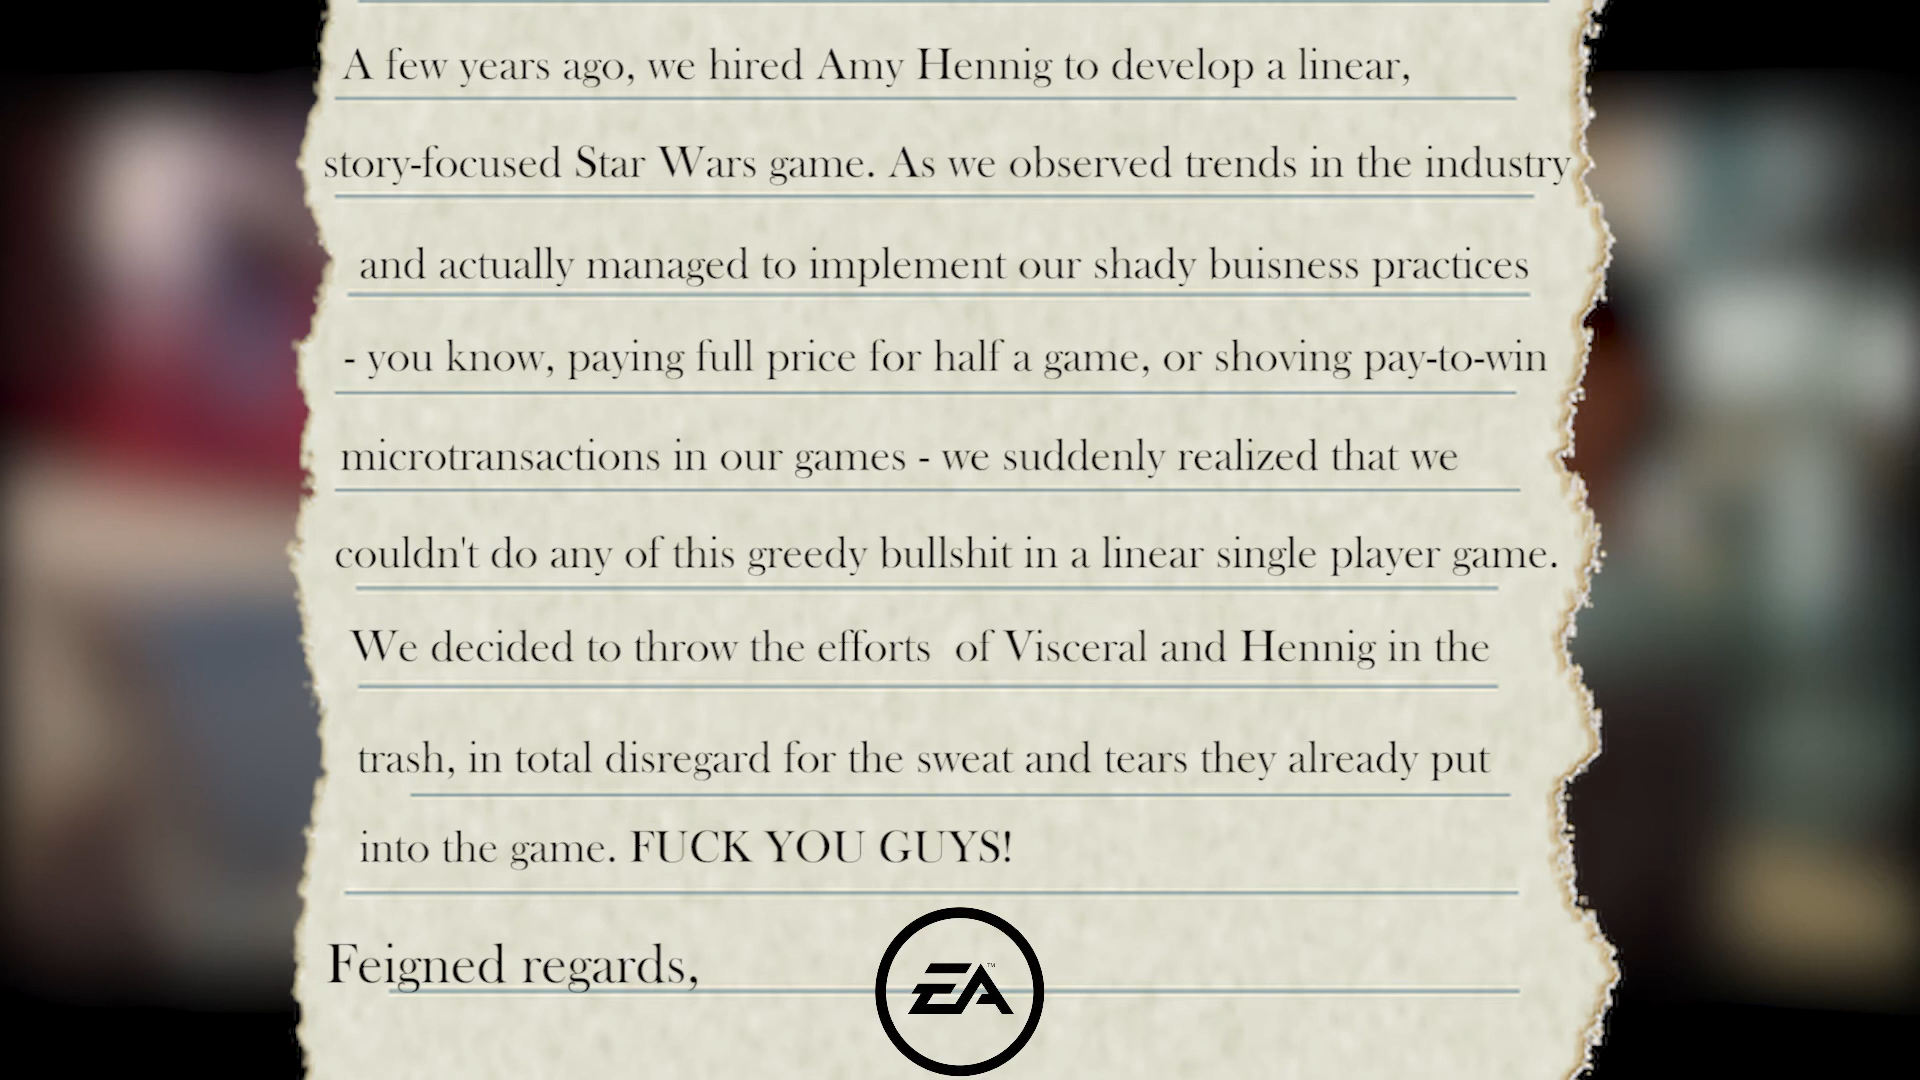 A few years ago, we hired Amy Hennig to develop a linear,
story-focused Star Wars game. As we observed trends in the industry
and actually managed to implement our shady buisness practices
- you know, paying full price for half a game, or shoving pay-to-win
microtransactions in our games - we suddenly realized that we
couldn't do any of this greedy bullshit in a linear single player game.
We decided to throw the efforts  of Visceral and Hennig in the
trash, in total disregard for the sweat and tears they already put
into the game. FUCK YOU GUYS!
Feigned regards,
EA™